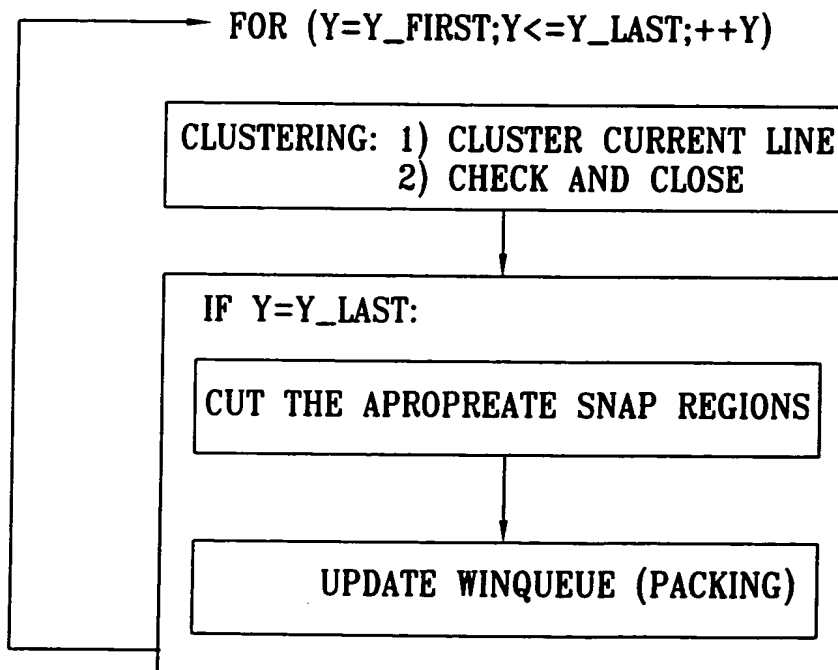 FOR (Y=Y_FIRST;Y<=Y_LAST;++Y)
CLUSTERING: 1) CLUSTER CURRENT LINE
2) CHECK AND CLOSE
IF Y=Y_LAST:
CUT THE APROPREATE SNAP REGIONS
UPDATE WINQUEUE (PACKING)